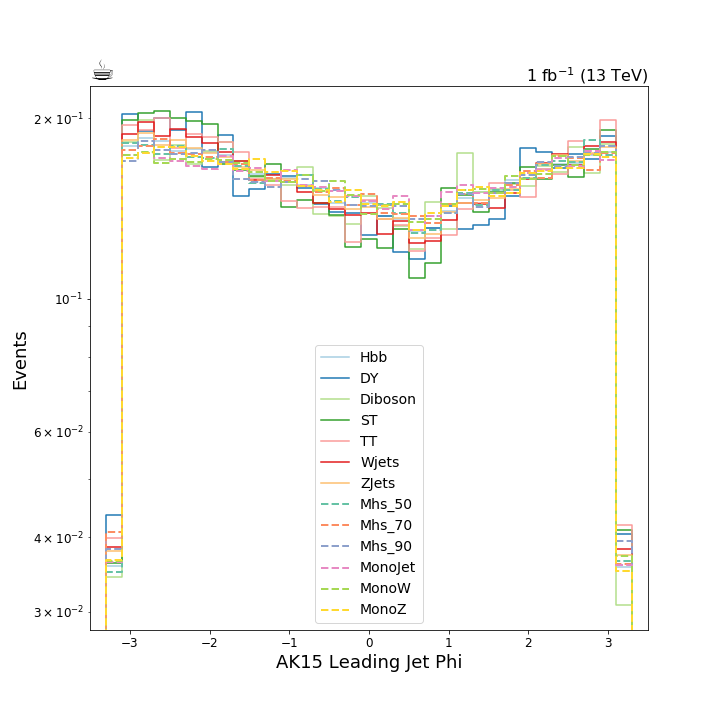 1 fb⁻¹ (13 TeV)
2 × 10⁻¹
10⁻¹
6 × 10⁻²
4 × 10⁻²
3 × 10⁻²
Events
Hbb
DY
Diboson
ST
TT
Wjets
ZJets
Mhs_50
Mhs_70
Mhs_90
MonoJet
MonoW
MonoZ
−3 −2 −1 0 1 2 3
AK15 Leading Jet Phi